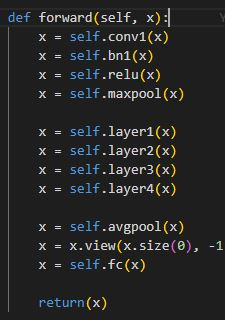 def forward(self, x):
    x = self.conv1(x)
    x = self.bn1(x)
    x = self.relu(x)
    x = self.maxpool(x)

    x = self.layer1(x)
    x = self.layer2(x)
    x = self.layer3(x)
    x = self.layer4(x)

    x = self.avgpool(x)
    x = x.view(x.size(0), -1
    x = self.fc(x)

    return(x)